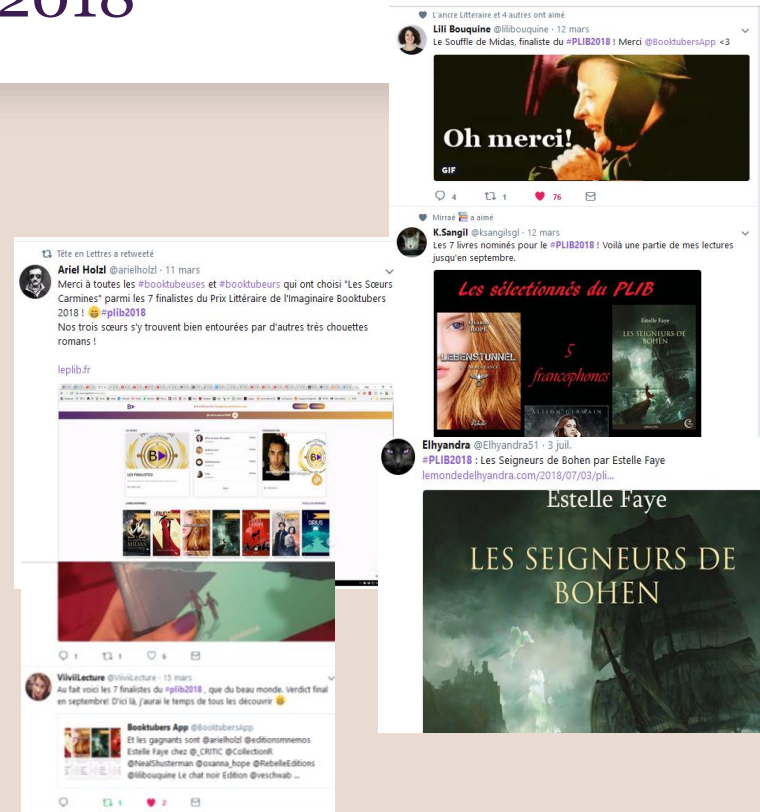 2018
L'ancre Litteraire et 4 autres ont aimé
Lili Bouquine @lilibouquine · 12 mars
Le Souffle de Midas, finaliste du #PLIB2018 ! Merci @BooktubersApp <3
Oh merci!
GIF
4 1 76
Mirraë a aimé
K.Sangil @ksangilsgl · 12 mars
Les 7 livres nominés pour le #PLIB2018 ! Voilà une partie de mes lectures
jusqu'en septembre.
Les sélectionnés du PLIB
HOPE
LEBENSTUNNEL
5
francophones
Estelle Faye
LES SEIGNEURS DE
BOHEN
ALISON GERMAIN
Tête en Lettres a retweeté
Ariel Holzl @arielholzl · 11 mars
Merci à toutes les #booktubeuses et #booktubeurs qui ont choisi "Les Sœurs
Carmines" parmi les 7 finalistes du Prix Littéraire de l'Imaginaire Booktubers
2018 ! #plib2018
Nos trois sœurs s'y trouvent bien entourées par d'autres très chouettes
romans !
leplib.fr
MIDAS
SIRIUS
1 1 6
ViiviiLecture @ViiviiLecture · 15 mars
Au fait voici les 7 finalistes du #plib2018 , que du beau monde. Verdict final
en septembre! D'ici là, j'aurai le temps de tous les découvrir
Booktubers App @BooktubersApp
Et les gagnants sont @arielholzl @editionsmnemos
Estelle Faye chez @_CRITIC @CollectionR
@NealShusterman @oxanna_hope @RebelleEditions
@lilibouquine Le chat noir Edition @veschwab ...
1 2
Elhyandra @Elhyandra51 · 3 juil.
#PLIB2018 : Les Seigneurs de Bohen par Estelle Faye
lemondedelhyandra.com/2018/07/03/pli...
Estelle Faye
LES SEIGNEURS DE
BOHEN